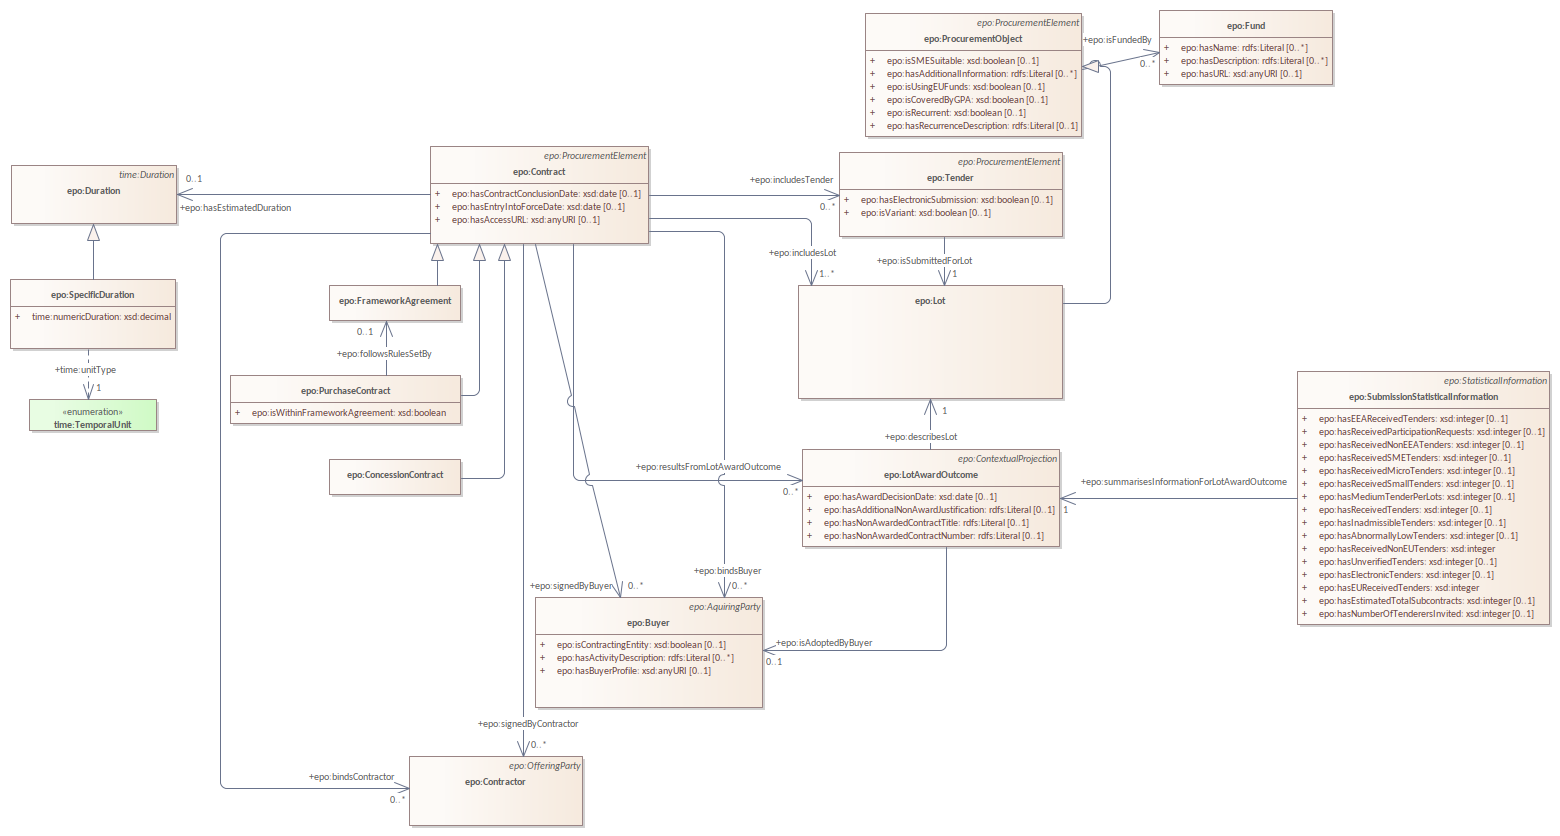 epo:ProcurementElement
epo:ProcurementObject
+ epo:isSMESuitable: xsd:boolean [0..1]
+ epo:hasAdditionalInformation: rdfs:Literal [0..*]
+ epo:isUsingEUFunds: xsd:boolean [0..1]
+ epo:isCoveredByGPA: xsd:boolean [0..1]
+ epo:isRecurrent: xsd:boolean [0..1]
+ epo:hasRecurrenceDescription: rdfs:Literal [0..1]
+epo:isFundedBy
0..*
epo:Fund
+ epo:hasName: rdfs:Literal [0..*]
+ epo:hasDescription: rdfs:Literal [0..*]
+ epo:hasURL: xsd:anyURI [0..1]
time:Duration
epo:Duration
0..1
+epo:hasEstimatedDuration
epo:ProcurementElement
epo:Contract
+ epo:hasContractConclusionDate: xsd:date [0..1]
+ epo:hasEntryIntoForceDate: xsd:date [0..1]
+ epo:hasAccessURL: xsd:anyURI [0..1]
+epo:includesTender
0..*
epo:ProcurementElement
epo:Tender
+ epo:hasElectronicSubmission: xsd:boolean [0..1]
+ epo:isVariant: xsd:boolean [0..1]
+epo:includesLot
1..*
+epo:isSubmittedForLot
1
epo:SpecificDuration
+ time:numericDuration: xsd:decimal
+time:unitType
1
«enumeration»
time:TemporalUnit
epo:FrameworkAgreement
0..1
+epo:followsRulesSetBy
epo:PurchaseContract
+ epo:isWithinFrameworkAgreement: xsd:boolean
epo:ConcessionContract
epo:Lot
1
+epo:describesLot
+epo:resultsFromLotAwardOutcome
0..*
epo:ContextualProjection
epo:LotAwardOutcome
+ epo:hasAwardDecisionDate: xsd:date [0..1]
+ epo:hasAdditionalNonAwardJustification: rdfs:Literal [0..1]
+ epo:hasNonAwardedContractTitle: rdfs:Literal [0..1]
+ epo:hasNonAwardedContractNumber: rdfs:Literal [0..1]
+epo:summarisesInformationForLotAwardOutcome
1
epo:StatisticalInformation
epo:SubmissionStatisticalInformation
+ epo:hasEEAReceivedTenders: xsd:integer [0..1]
+ epo:hasReceivedParticipationRequests: xsd:integer [0..1]
+ epo:hasReceivedNonEEATenders: xsd:integer [0..1]
+ epo:hasReceivedSMETenders: xsd:integer [0..1]
+ epo:hasReceivedMicroTenders: xsd:integer [0..1]
+ epo:hasReceivedSmallTenders: xsd:integer [0..1]
+ epo:hasMediumTenderPerLots: xsd:integer [0..1]
+ epo:hasReceivedTenders: xsd:integer [0..1]
+ epo:hasInadmissibleTenders: xsd:integer [0..1]
+ epo:hasAbnormallyLowTenders: xsd:integer [0..1]
+ epo:hasReceivedNonEUTenders: xsd:integer
+ epo:hasUnverifiedTenders: xsd:integer [0..1]
+ epo:hasElectronicTenders: xsd:integer [0..1]
+ epo:hasEUReceivedTenders: xsd:integer
+ epo:hasEstimatedTotalSubcontracts: xsd:integer [0..1]
+ epo:hasNumberOfTenderersInvited: xsd:integer [0..1]
+epo:signedByBuyer
0..*
+epo:bindsBuyer
0..*
epo:AquiringParty
epo:Buyer
+ epo:isContractingEntity: xsd:boolean [0..1]
+ epo:hasActivityDescription: rdfs:Literal [0..*]
+ epo:hasBuyerProfile: xsd:anyURI [0..1]
+epo:isAdoptedByBuyer
0..1
+epo:signedByContractor
0..*
+epo:bindsContractor
0..*
epo:OfferingParty
epo:Contractor